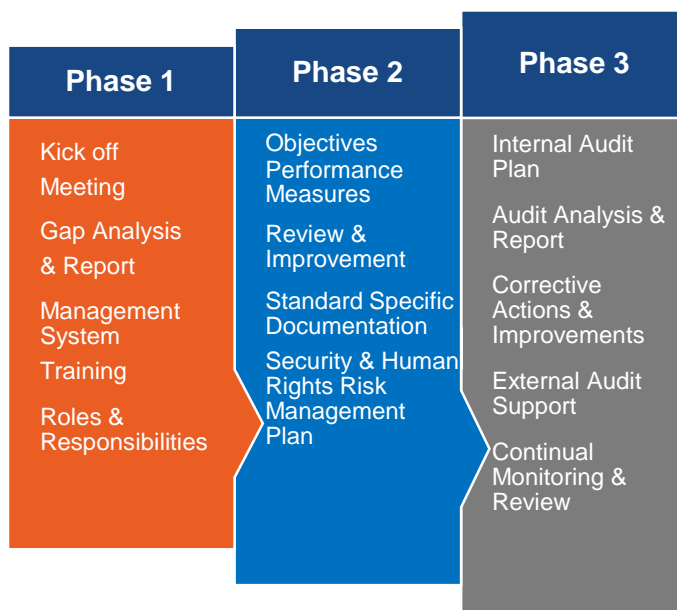 Phase 1
Kick off
Meeting
Gap Analysis
& Report
Management
System
Training
Roles &
Responsibilities
Phase 2
Objectives
Performance
Measures
Review &
Improvement
Standard Specific
Documentation
Security & Human
Rights Risk
Management
Plan
Phase 3
Internal Audit
Plan
Audit Analysis &
Report
Corrective
Actions &
Improvements
External Audit
Support
Continual
Monitoring &
Review